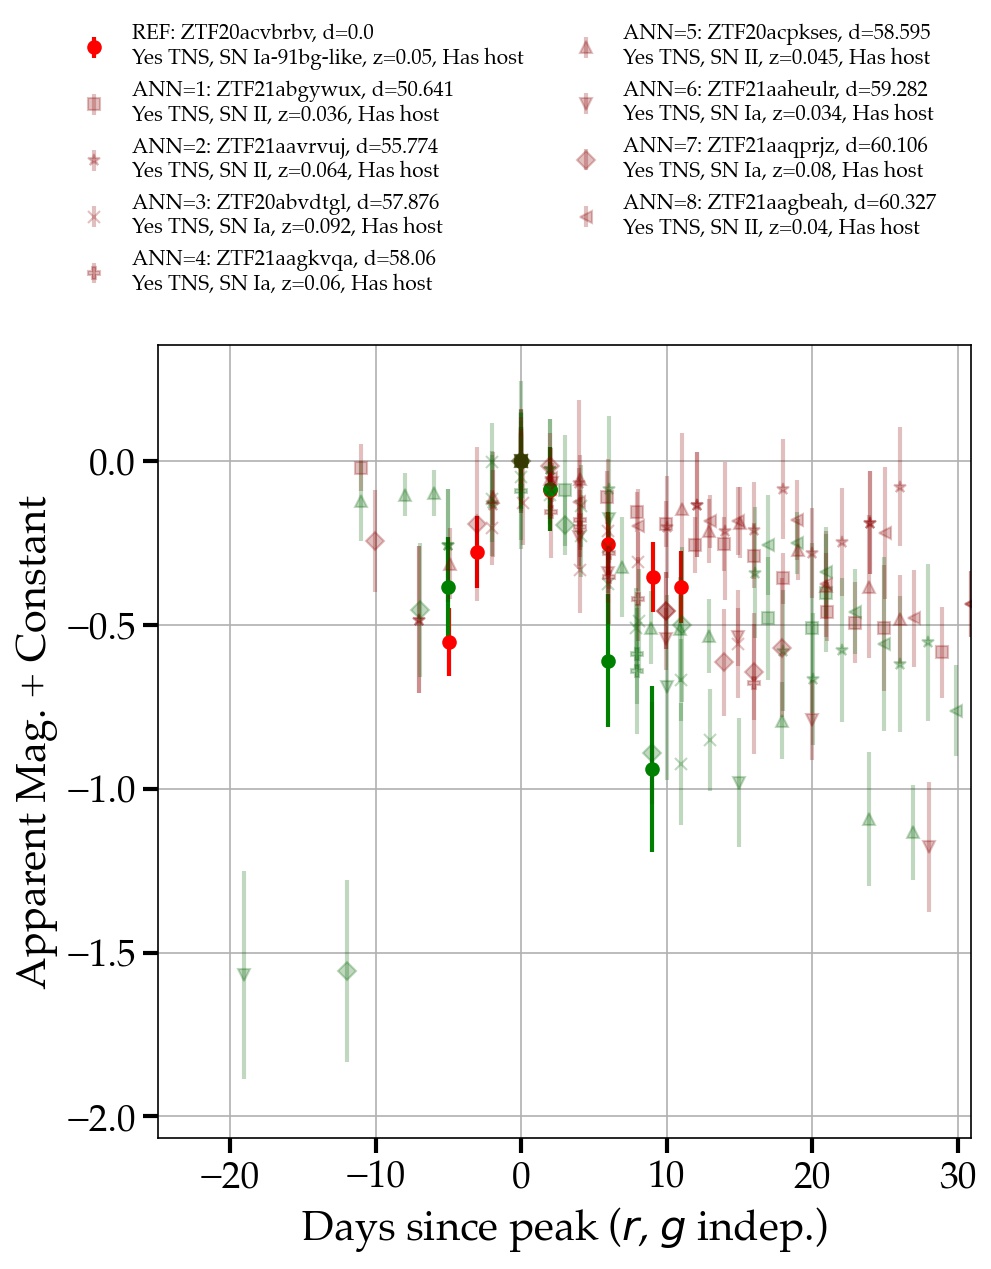 REF: ZTF20acvbrbv, d=0.0
Yes TNS, SN Ia-91bg-like, z=0.05, Has host
ANN=1: ZTF21abgywux, d=50.641
Yes TNS, SN II, z=0.036, Has host
ANN=2: ZTF21aavrvuj, d=55.774
Yes TNS, SN II, z=0.064, Has host
ANN=3: ZTF20abvdtgl, d=57.876
Yes TNS, SN Ia, z=0.092, Has host
ANN=4: ZTF21aagkvqa, d=58.06
Yes TNS, SN Ia, z=0.06, Has host
ANN=5: ZTF20acpkses, d=58.595
Yes TNS, SN II, z=0.045, Has host
ANN=6: ZTF21aaheulr, d=59.282
Yes TNS, SN Ia, z=0.034, Has host
ANN=7: ZTF21aaqprjz, d=60.106
Yes TNS, SN Ia, z=0.08, Has host
ANN=8: ZTF21aagbeah, d=60.327
Yes TNS, SN II, z=0.04, Has host
Apparent Mag. + Constant
0.0
−0.5
−1.0
−1.5
−2.0
−20
−10
0
10
20
30
Days since peak (r, g indep.)